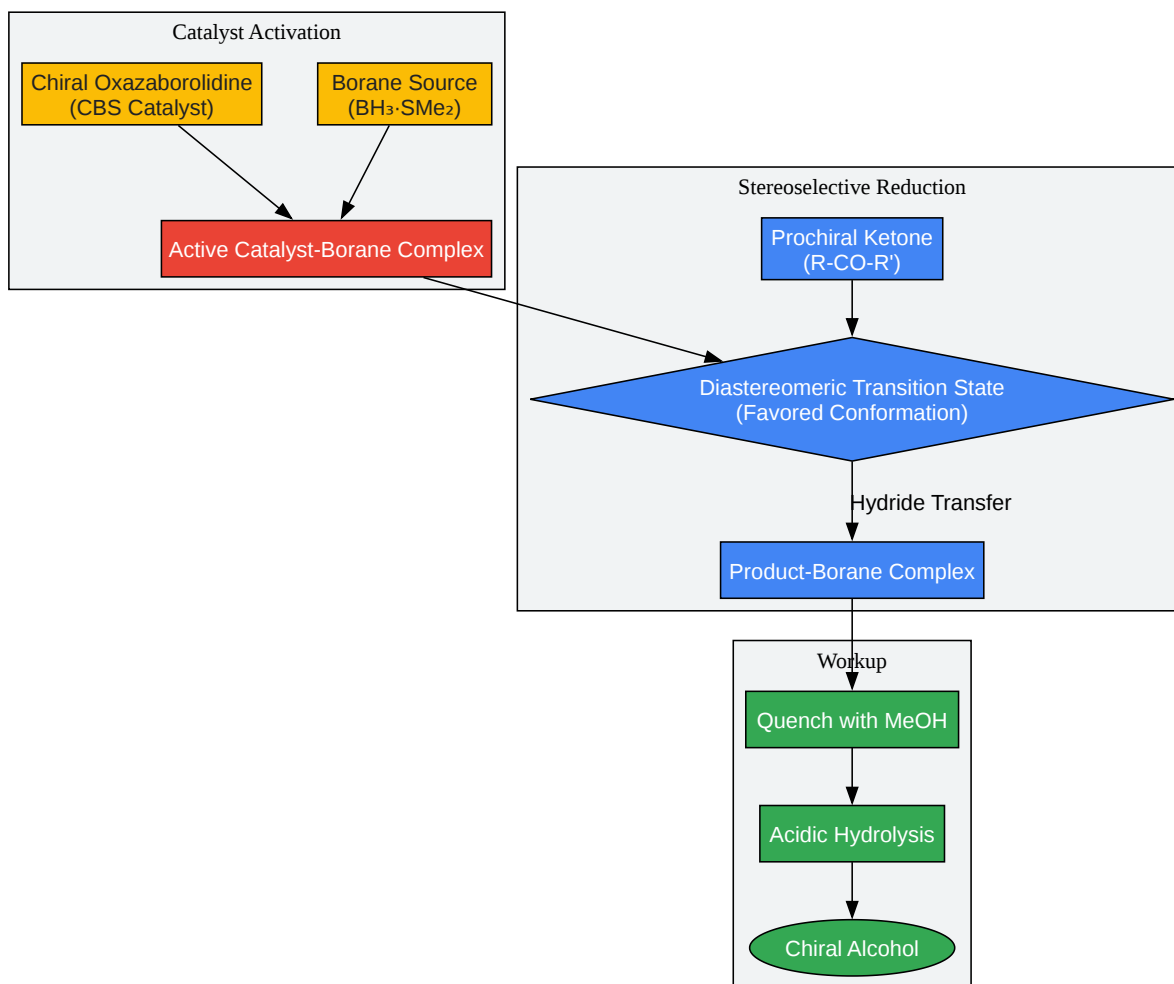 Catalyst Activation
Chiral Oxazaborolidine
(CBS Catalyst)
Borane Source
(BH₃·SMe₂)
Active Catalyst-Borane Complex
Stereoselective Reduction
Prochiral Ketone
(R-CO-R')
Diastereomeric Transition State
(Favored Conformation)
Hydride Transfer
Product-Borane Complex
Workup
Quench with MeOH
Acidic Hydrolysis
Chiral Alcohol